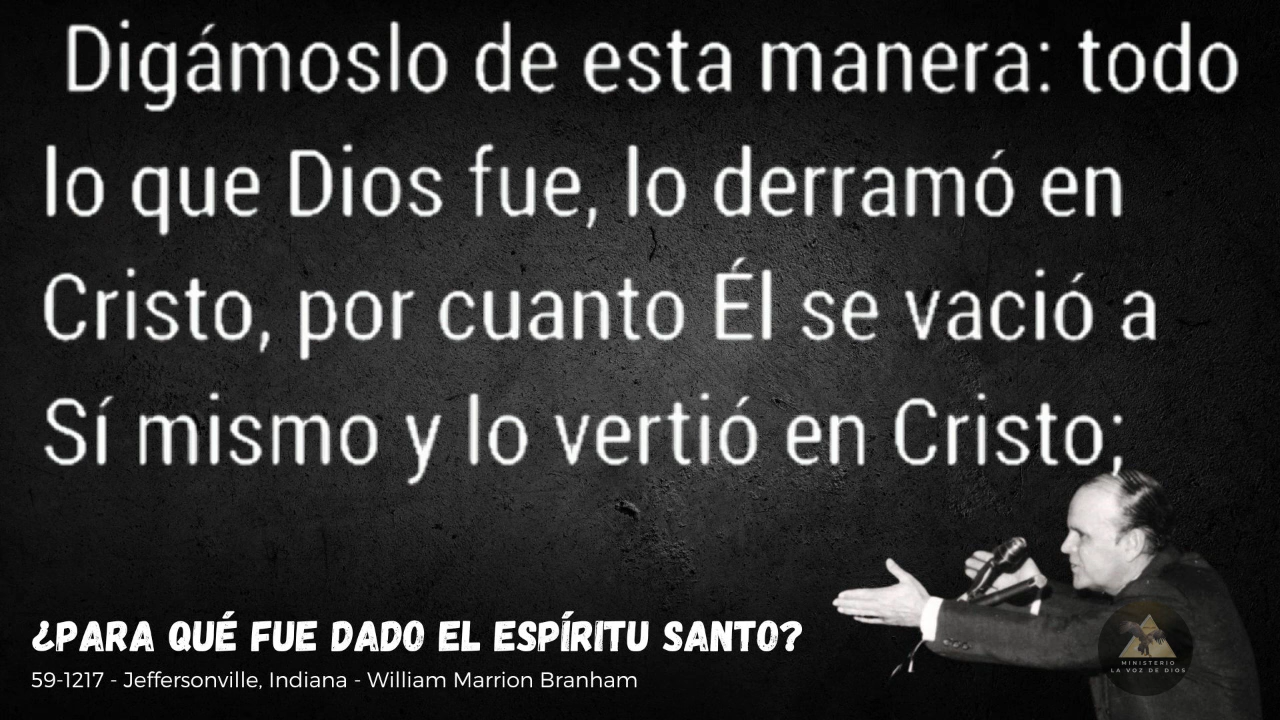 Digámoslo de esta manera: todo
lo que Dios fue, lo derramó en
Cristo, por cuanto Él se vació a
Sí mismo y lo vertió en Cristo;
¿PARA QUÉ FUE DADO EL ESPÍRITU SANTO?
59-1217 - Jeffersonville, Indiana - William Marrion Branham
MINISTERIO
LA VOZ DE DIOS